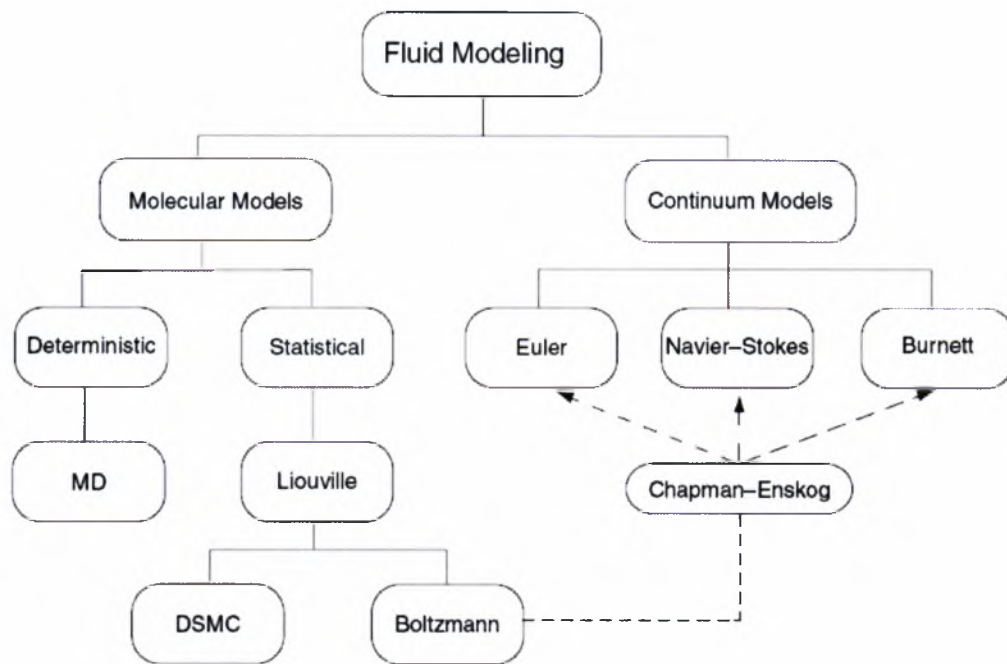 Fluid Modeling
Molecular Models
Continuum Models
Deterministic
Statistical
Euler
Navier–Stokes
Burnett
MD
Liouville
Chapman–Enskog
DSMC
Boltzmann